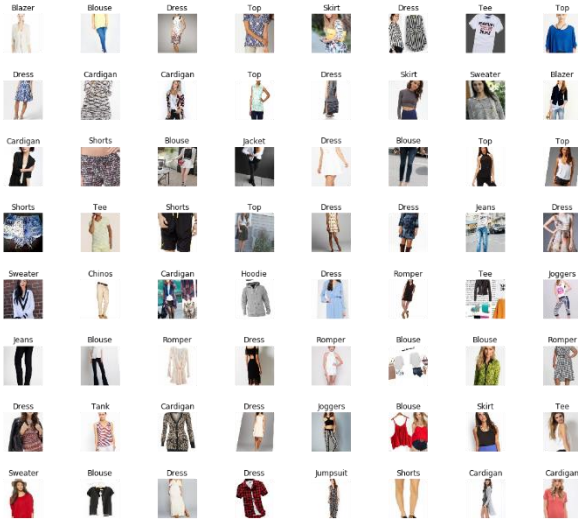 Blazer Blouse Dress Top Skirt Dress Tee Top
Dress Cardigan Cardigan Top Dress Skirt Sweater Blazer
Cardigan Shorts Blouse Jacket Dress Blouse Top Top
Shorts Tee Shorts Top Dress Dress Jeans Dress
Sweater Chinos Cardigan Hoodie Dress Romper Tee Joggers
Jeans Blouse Romper Dress Romper Blouse Blouse Romper
Dress Tank Cardigan Dress Joggers Blouse Skirt Tee
Sweater Blouse Dress Dress Jumpsuit Shorts Cardigan Cardigan